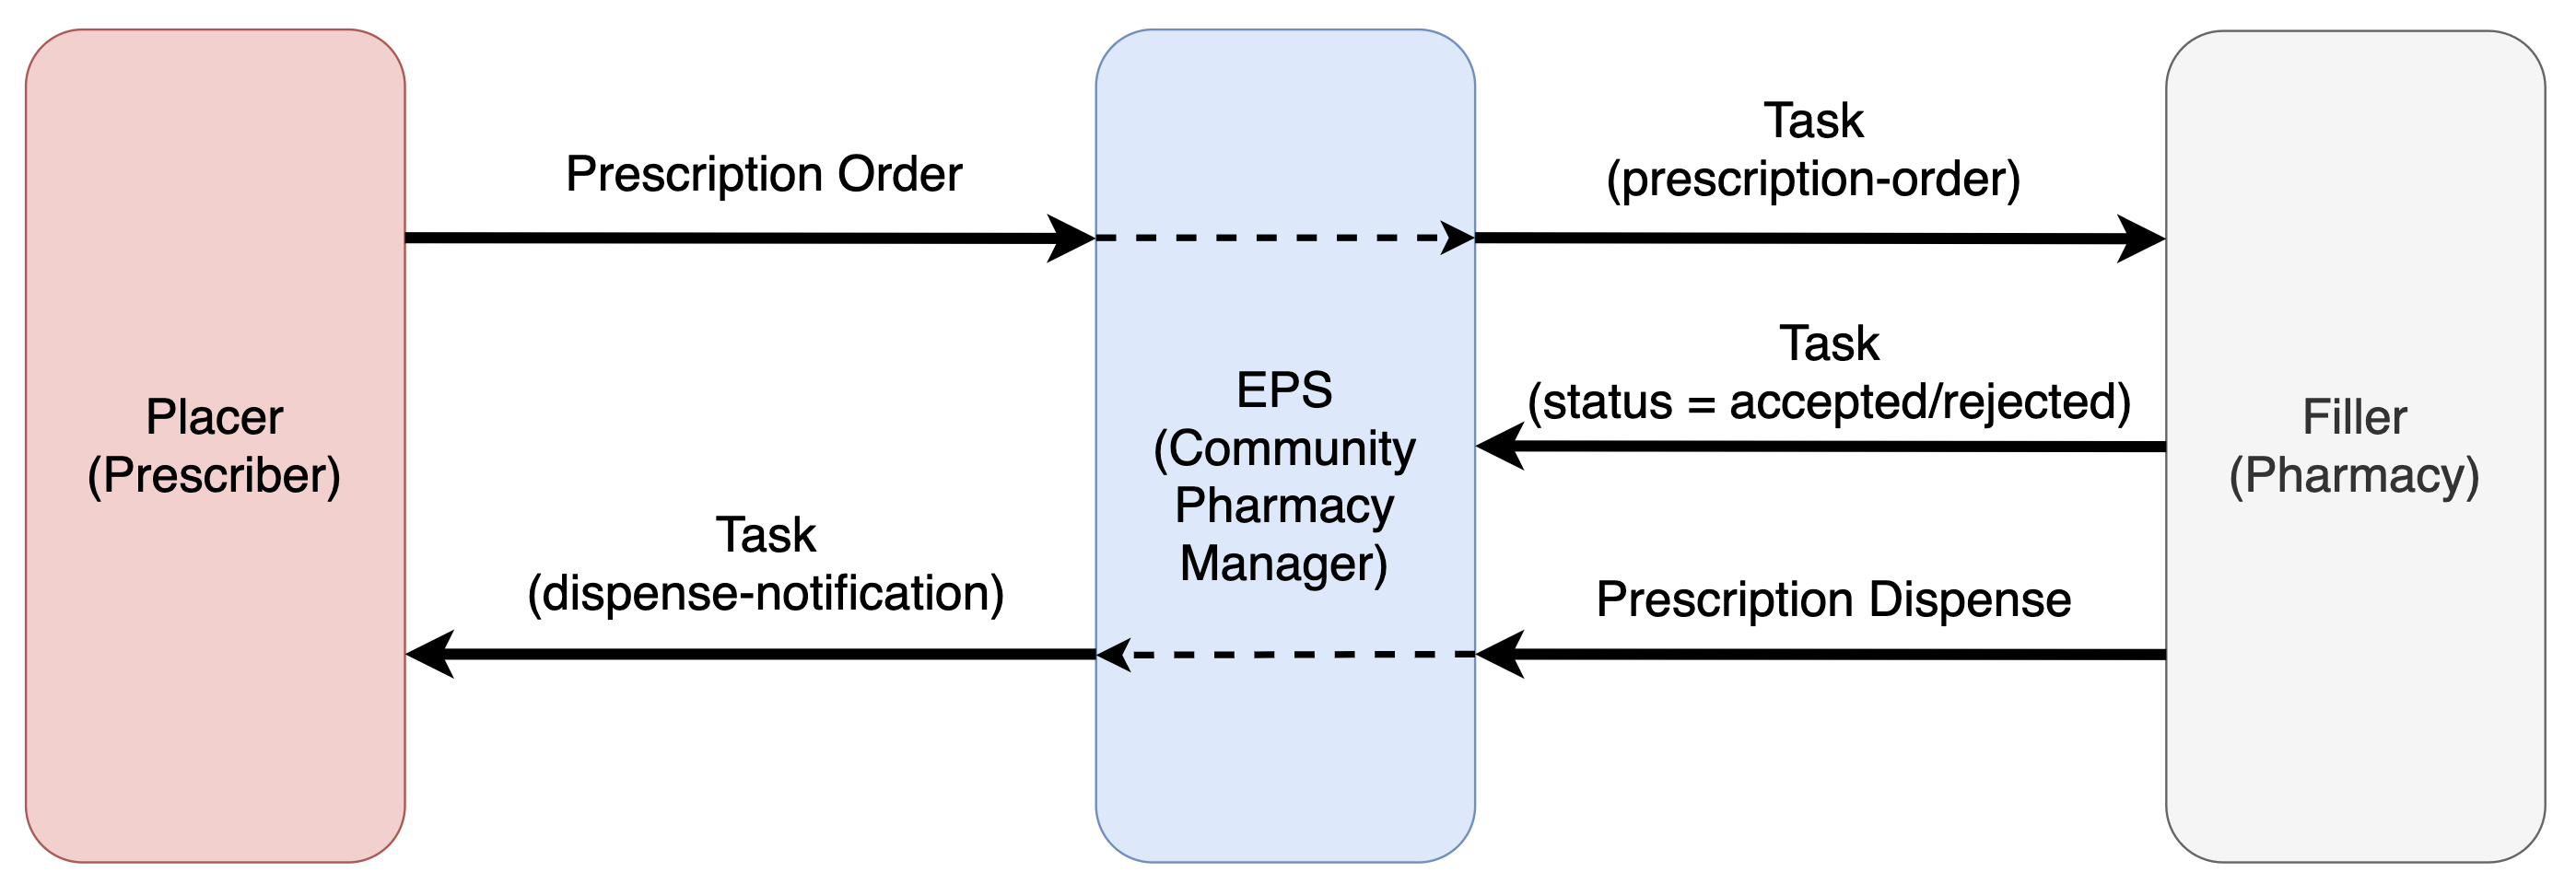 Placer
(Prescriber)
Prescription Order
Task
(dispense-notification)
EPS
(Community
Pharmacy
Manager)
Task
(prescription-order)
Task
(status = accepted/rejected)
Prescription Dispense
Filler
(Pharmacy)